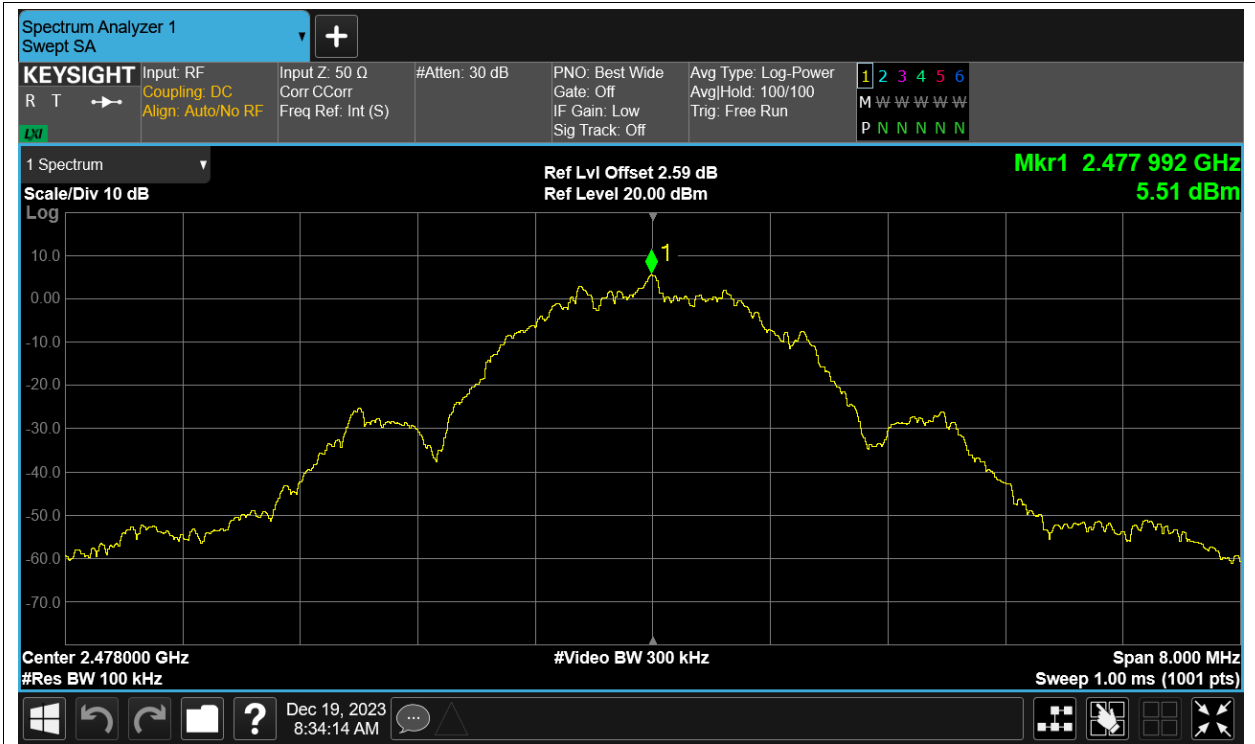 Spectrum Analyzer 1
Swept SA
KEYSIGHT
R T
LXI
Input: RF
Coupling: DC
Align: Auto/No RF
Input Z: 50 Ω
Corr CCorr
Freq Ref: Int (S)
#Atten: 30 dB
PNO: Best Wide
Gate: Off
IF Gain: Low
Sig Track: Off
Avg Type: Log-Power
Avg|Hold: 100/100
Trig: Free Run
1 2 3 4 5 6
M W W W W W
P N N N N N
1 Spectrum
Scale/Div 10 dB
Log
Ref Lvl Offset 2.59 dB
Ref Level 20.00 dBm
Mkr1 2.477 992 GHz
5.51 dBm
1
10.0
0.00
-10.0
-20.0
-30.0
-40.0
-50.0
-60.0
-70.0
Center 2.478000 GHz
#Res BW 100 kHz
#Video BW 300 kHz
Span 8.000 MHz
Sweep 1.00 ms (1001 pts)
?
Dec 19, 2023
8:34:14 AM